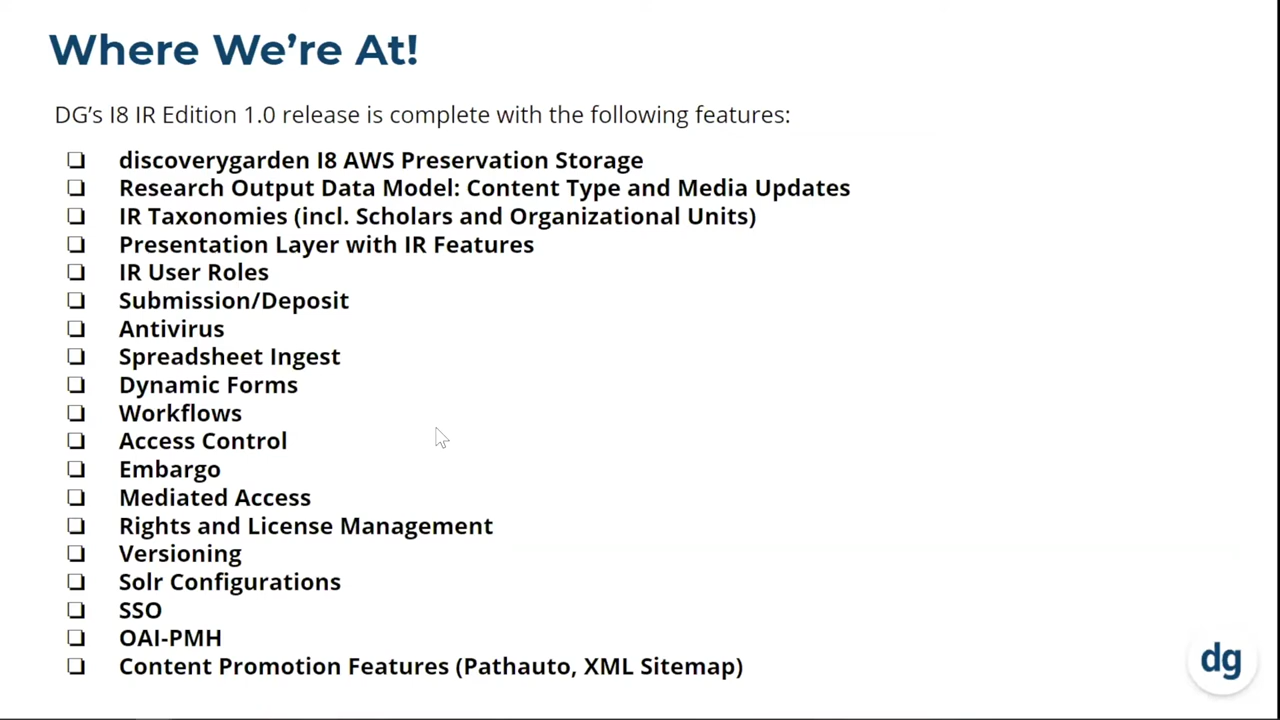 Where We're At!
DG's I8 IR Edition 1.0 release is complete with the following features:
❏ discoverygarden I8 AWS Preservation Storage
❏ Research Output Data Model: Content Type and Media Updates
❏ IR Taxonomies (incl. Scholars and Organizational Units)
❏ Presentation Layer with IR Features
❏ IR User Roles
❏ Submission/Deposit
❏ Antivirus
❏ Spreadsheet Ingest
❏ Dynamic Forms
❏ Workflows
❏ Access Control
❏ Embargo
❏ Mediated Access
❏ Rights and License Management
❏ Versioning
❏ Solr Configurations
❏ SSO
❏ OAI-PMH
❏ Content Promotion Features (Pathauto, XML Sitemap)
dg